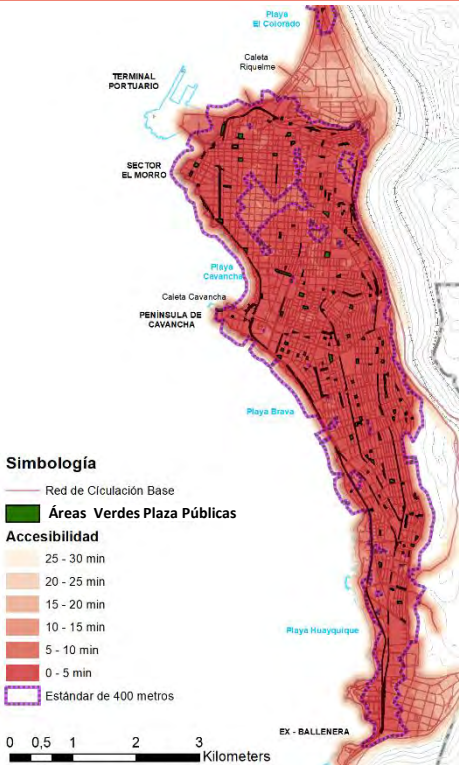 Playa
El Colorado
Caleta
Riquelme
TERMINAL
PORTUARIO
SECTOR
EL MORRO
Playa
Cavancha
Caleta Cavancha
PENÍNSULA DE
CAVANCHA
Playa Brava
Simbología
Red de CÍculación Base
Áreas Verdes Plaza Públicas
Accesibilidad
25 - 30 min
20 - 25 min
15 - 20 min
10 - 15 min
5 - 10 min
0 - 5 min
Estándar de 400 metros
Playa Huayquique
EX - BALLENERA
0 0,5 1 2 3
Kilometers